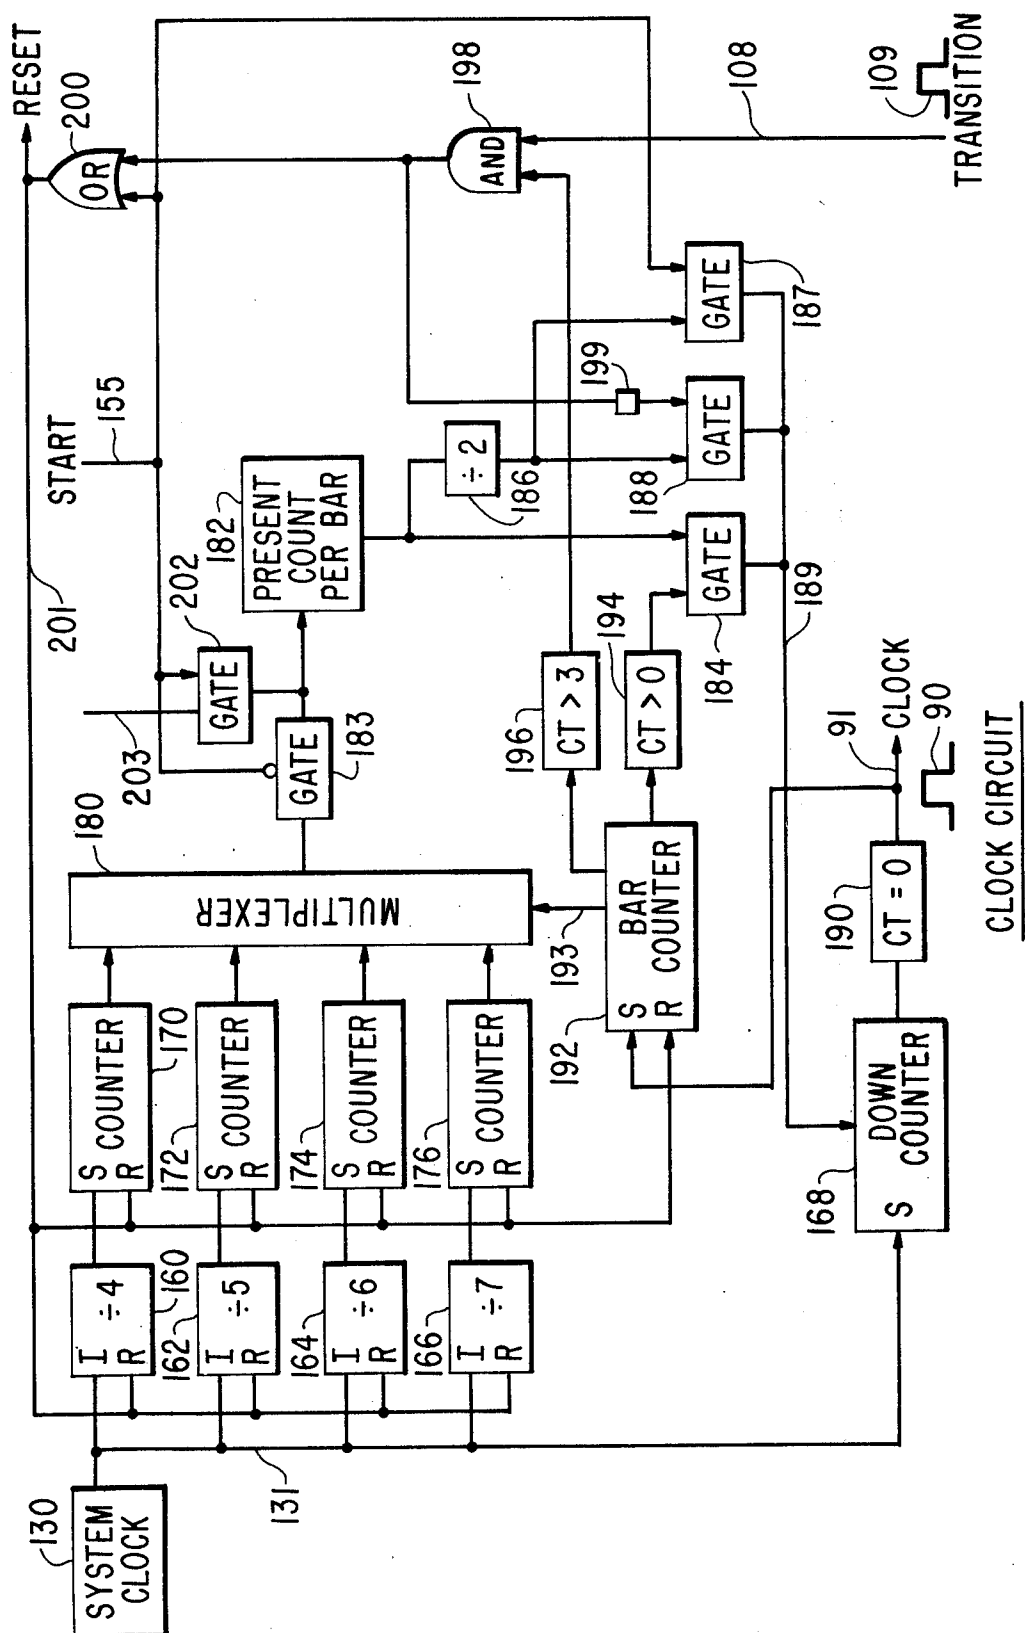 SYSTEM
CLOCK
130
131
I ÷4
R
160
I ÷5
R
162
I ÷6
R
164
I ÷7
R
166
S COUNTER
R
170
S COUNTER
R
172
S COUNTER
R
174
S COUNTER
R
176
MULTIPLEXER
180
193
S BAR
R COUNTER
192
S DOWN
COUNTER
168
CT = 0
190
91
CLOCK
90
GATE
183
GATE
202
203
201
START
155
PRESENT
COUNT
PER BAR
182
÷ 2
186
CT > 3
196
CT > 0
194
GATE
184
GATE
188
199
GATE
187
189
OR
200
RESET
AND
198
108
109
TRANSITION
CLOCK CIRCUIT